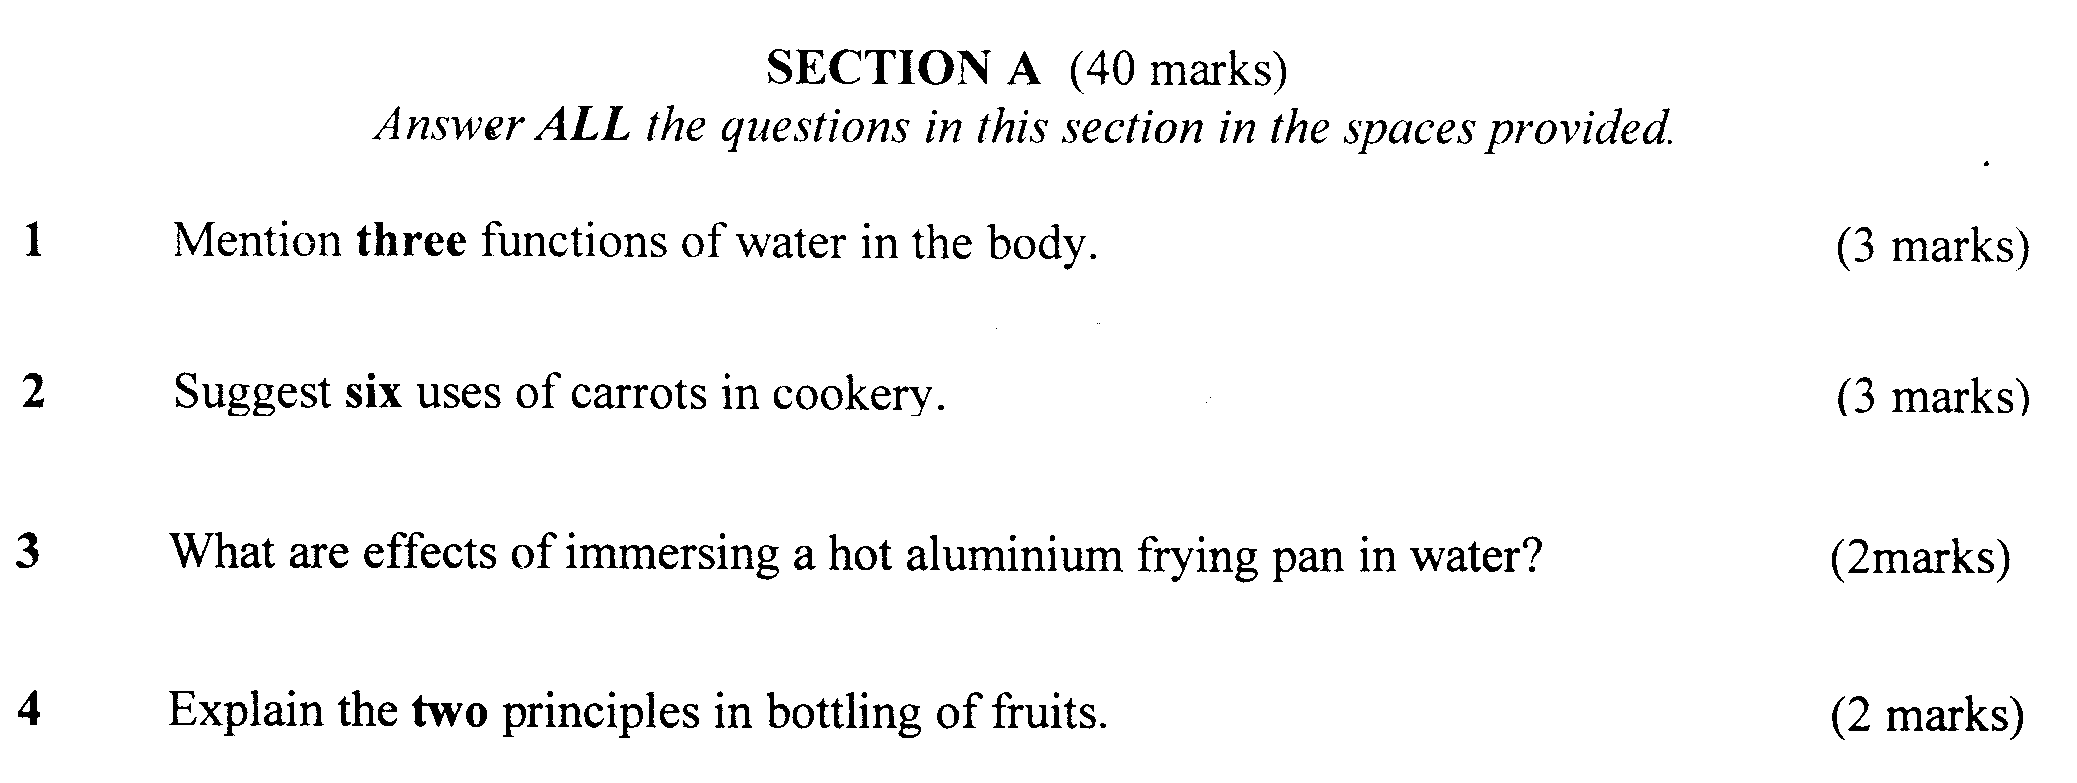 SECTION A (40 marks)
Answer ALL the questions in this section in the spaces provided.
1 Mention three functions of water in the body. (3 marks)
2 Suggest six uses of carrots in cookery. (3 marks)
3 What are effects of immersing a hot aluminium frying pan in water? (2marks)
4 Explain the two principles in bottling of fruits. (2 marks)